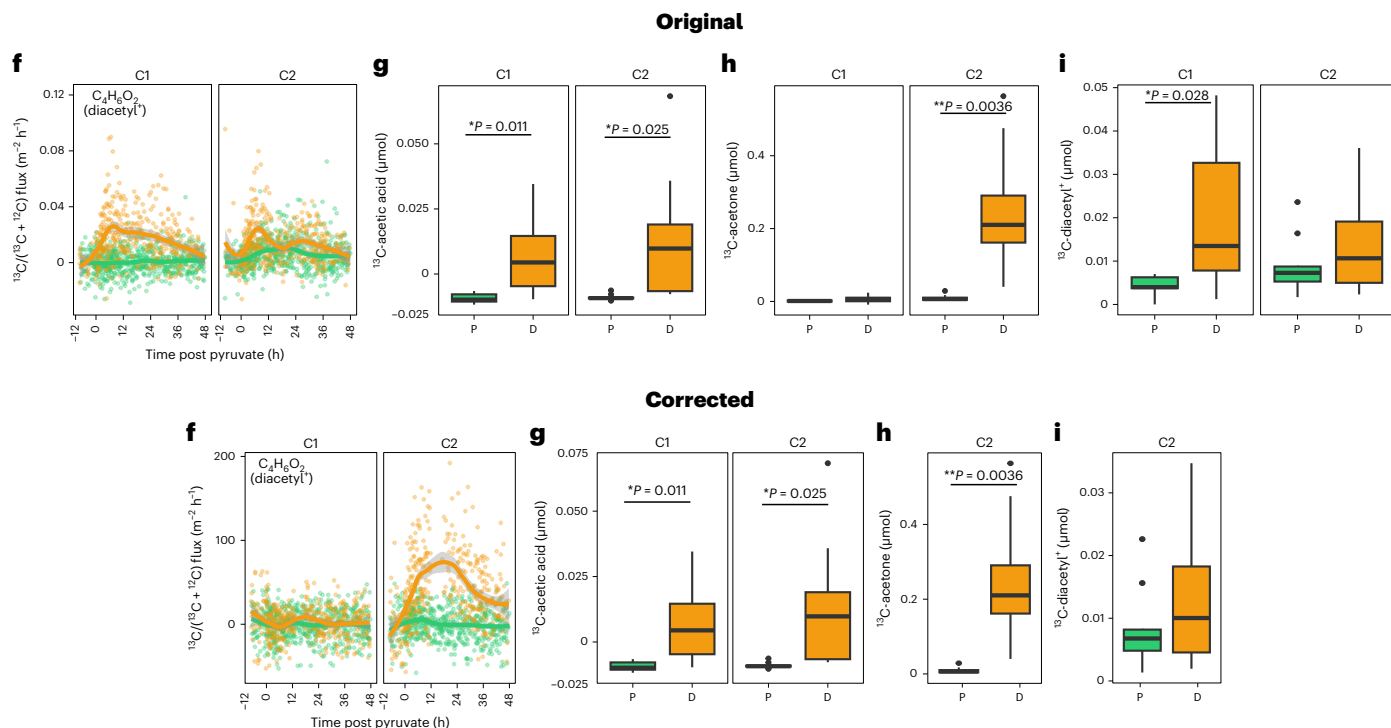 Original
f
C1
C2
C₄H₆O₂
(diacetyl⁺)
¹³C/(¹³C + ¹²C) flux (m⁻² h⁻¹)
0.12
0.08
0.04
0
−12 0 12 24 36 48
−12 0 12 24 36 48
Time post pyruvate (h)
g
C1
C2
¹³C-acetic acid (µmol)
0.050
0.025
0
−0.025
*P = 0.011
*P = 0.025
P D
P D
h
C1
C2
¹³C-acetone (µmol)
0.4
0.2
0
**P = 0.0036
P D
P D
i
C1
C2
¹³C-diacetyl⁺ (µmol)
0.05
0.04
0.03
0.02
0.01
0
*P = 0.028
P D
P D
Corrected
f
C1
C2
C₄H₆O₂
(diacetyl⁺)
¹³C/(¹³C + ¹²C) flux (m⁻² h⁻¹)
200
100
0
−12 0 12 24 36 48
−12 0 12 24 36 48
Time post pyruvate (h)
g
C1
C2
¹³C-acetic acid (µmol)
0.075
0.050
0.025
0
−0.025
*P = 0.011
*P = 0.025
P D
P D
h
C2
¹³C-acetone (µmol)
0.4
0.2
0
**P = 0.0036
P D
i
C2
¹³C-diacetyl⁺ (µmol)
0.03
0.02
0.01
0
P D